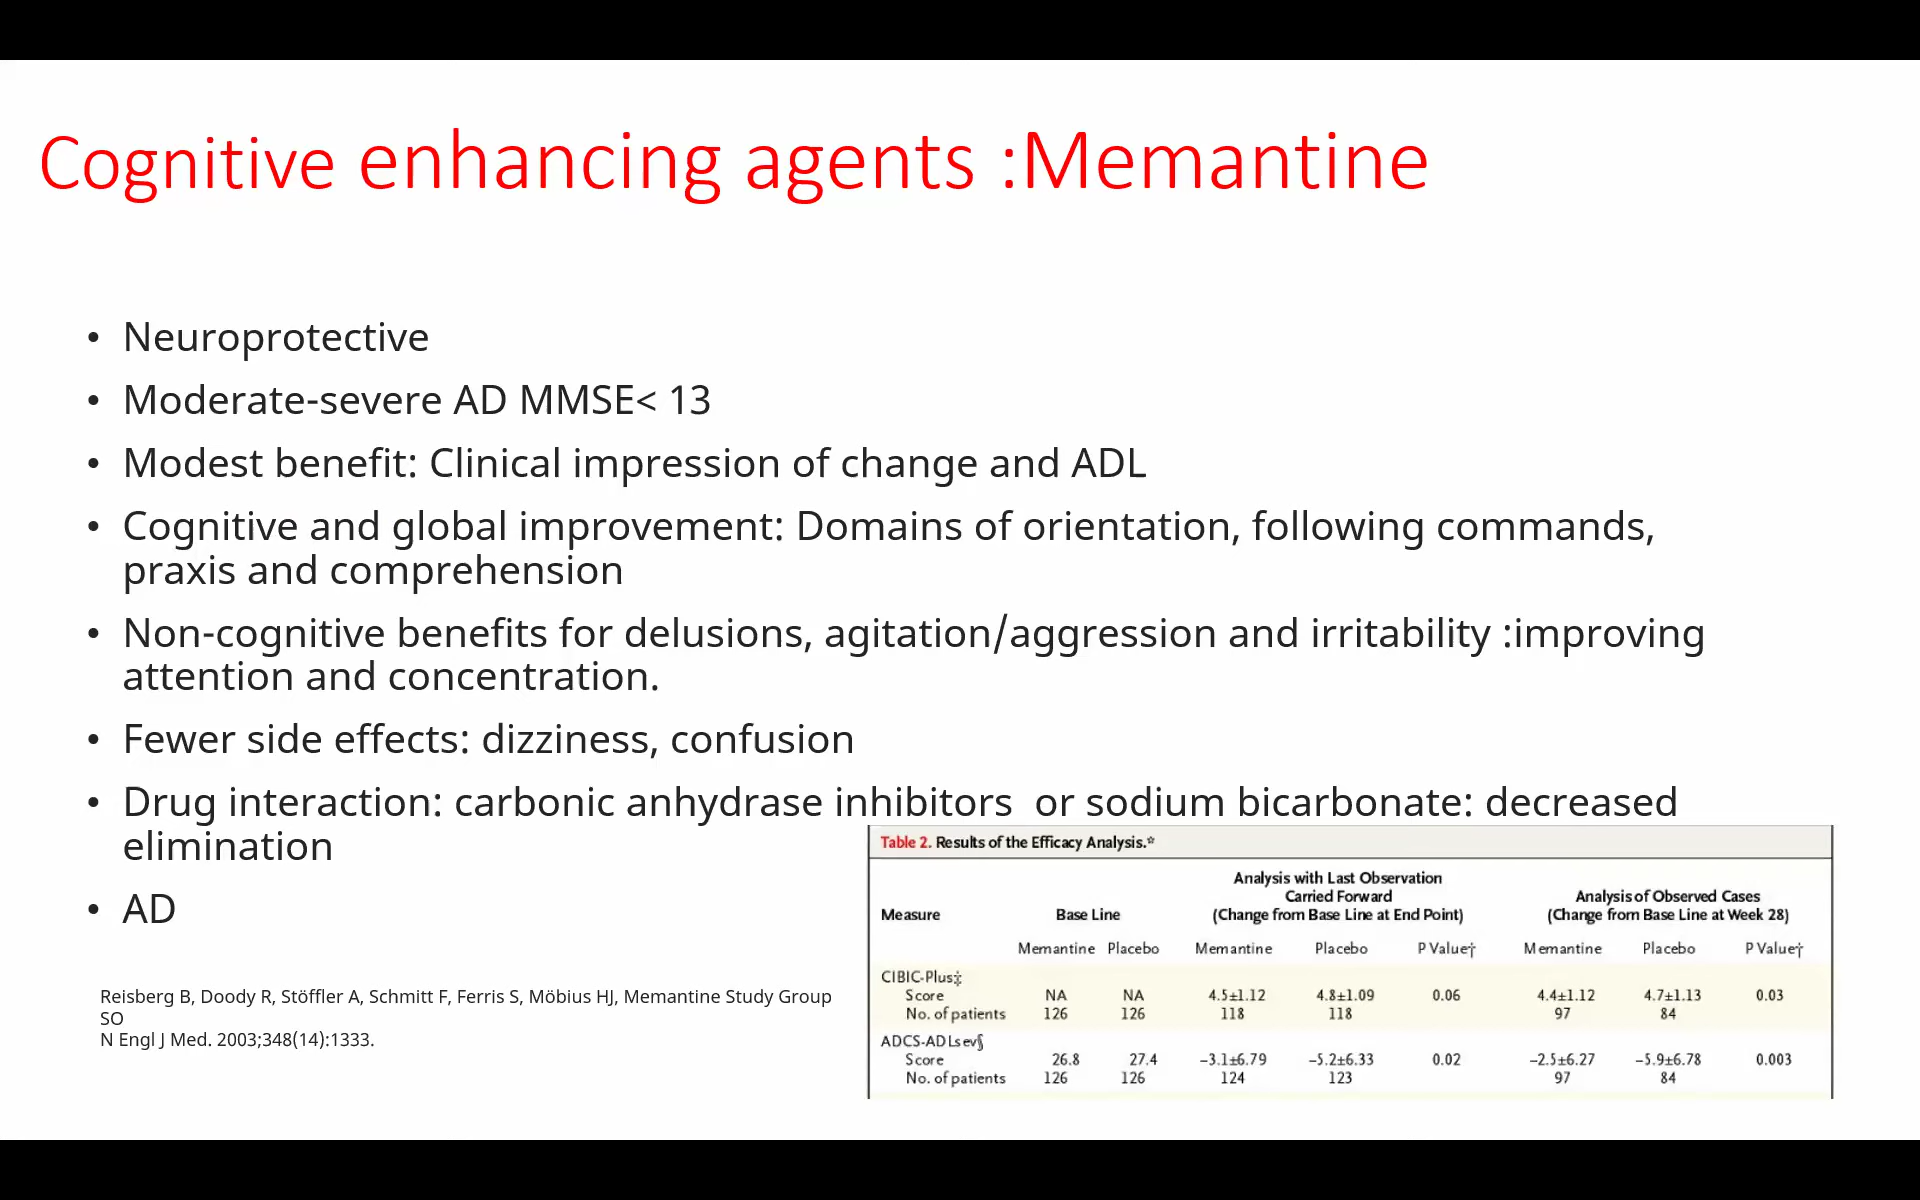 Cognitive enhancing agents :Memantine
• Neuroprotective
• Moderate-severe AD MMSE< 13
• Modest benefit: Clinical impression of change and ADL
• Cognitive and global improvement: Domains of orientation, following commands,
praxis and comprehension
• Non-cognitive benefits for delusions, agitation/aggression and irritability :improving
attention and concentration.
• Fewer side effects: dizziness, confusion
• Drug interaction: carbonic anhydrase inhibitors  or sodium bicarbonate: decreased
elimination
• AD
Reisberg B, Doody R, Stöffler A, Schmitt F, Ferris S, Möbius HJ, Memantine Study Group
SO
N Engl J Med. 2003;348(14):1333.
Table 2. Results of the Efficacy Analysis.*
Analysis with Last Observation
Carried Forward
Analysis of Observed Cases
Measure Base Line (Change from Base Line at End Point) (Change from Base Line at Week 28)
Memantine Placebo Memantine Placebo P Value† Memantine Placebo P Value†
CIBIC-Plus‡
Score NA NA 4.5±1.12 4.8±1.09 0.06 4.4±1.12 4.7±1.13 0.03
No. of patients 126 126 118 118 97 84
ADCS-ADLsev§
Score 26.8 27.4 −3.1±6.79 −5.2±6.33 0.02 −2.5±6.27 −5.9±6.78 0.003
No. of patients 126 126 124 123 97 84